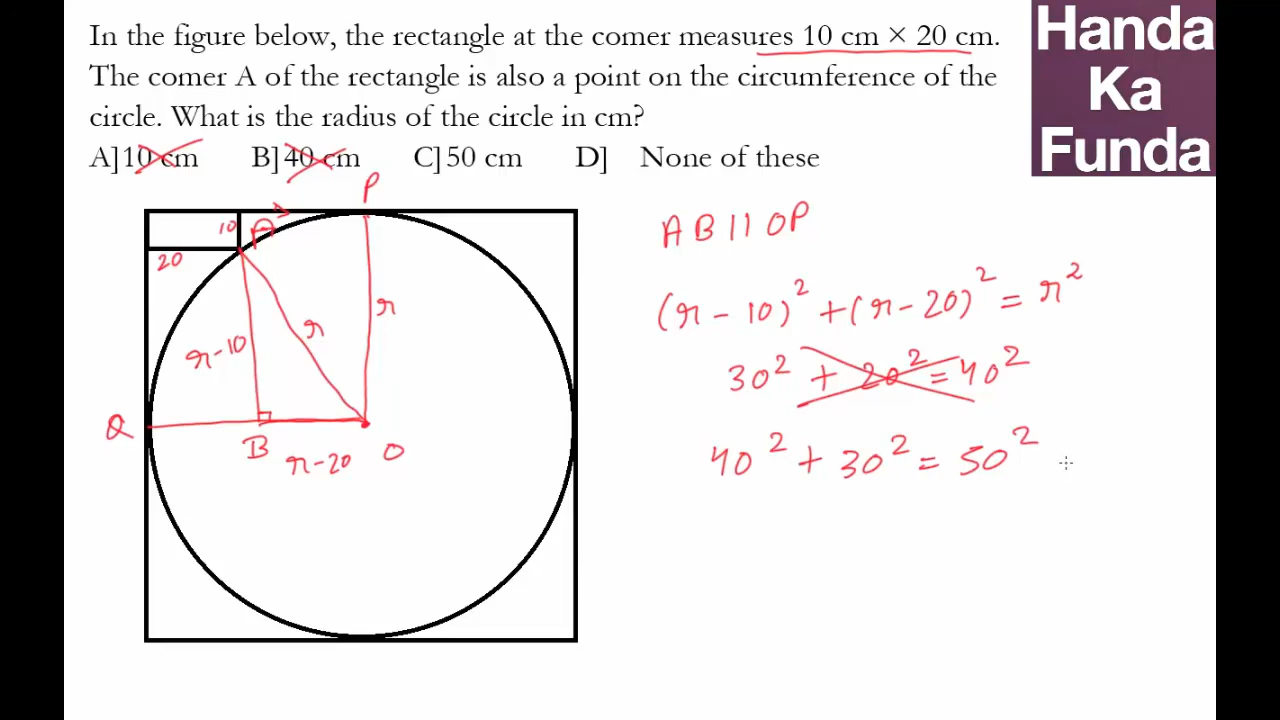 In the figure below, the rectangle at the comer measures 10 cm × 20 cm.
The comer A of the rectangle is also a point on the circumference of the
circle. What is the radius of the circle in cm?
A]10 cm B]40 cm C]50 cm D] None of these
Handa
Ka
Funda
P
10 A
20
r
r
r-10
Q
B
r-20
O
AB || OP
(r - 10)² + (r - 20)² = r²
30² + 20² = 40²
40² + 30² = 50²